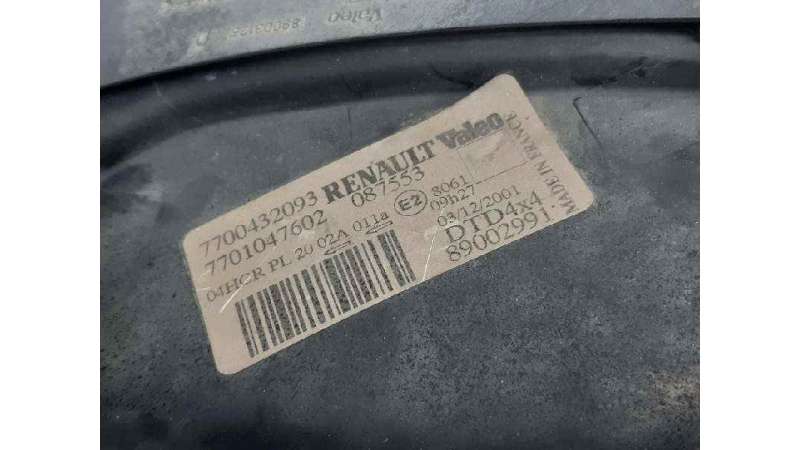 Valeo
7700432093 RENAULT Valeo
7701047602 087553
04HCR PL 20 02A 011a E2 8061
09h27
03/12/2001
DTD4x4
89002991
MADE IN FRANCE